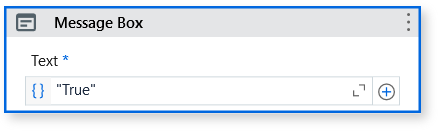 Message Box
Text *
{ } "True"